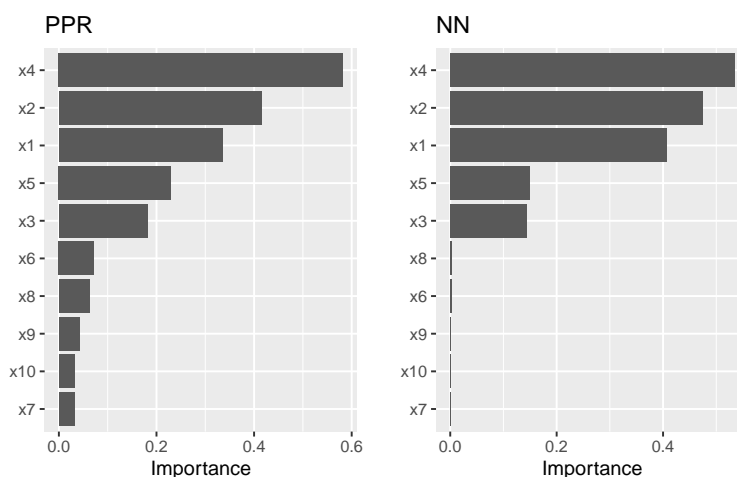 PPR
x4
x2
x1
x5
x3
x6
x8
x9
x10
x7
0.0 0.2 0.4 0.6
Importance
NN
x4
x2
x1
x5
x3
x8
x6
x9
x10
x7
0.0 0.2 0.4
Importance